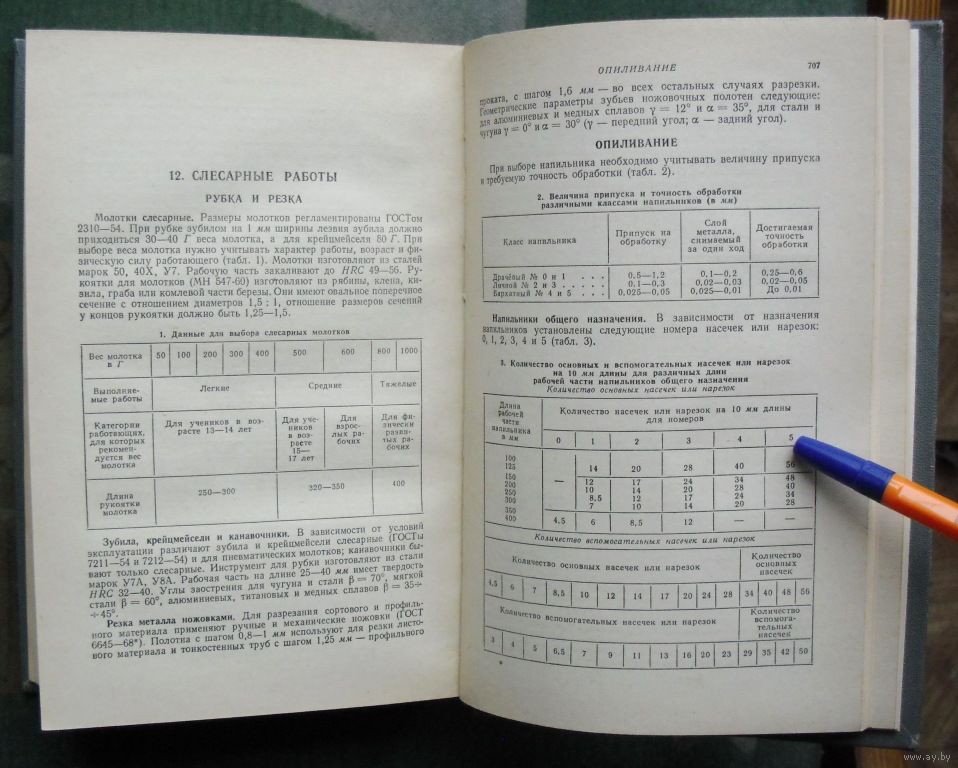 12. СЛЕСАРНЫЕ РАБОТЫ
РУБКА И РЕЗКА
Молотки слесарные. Размеры молотков регламентированы ГОСТом
2310—54. При рубке зубилом на 1 мм ширины лезвия зубила должно
приходиться 30—40 Г веса молотка, а для крейцмейселя 80 Г. При
выборе веса молотка нужно учитывать характер работы, возраст и фи-
зическую силу работающего (табл. 1). Молотки изготовляют из сталей
марок 50, 40Х, У7. Рабочую часть закаливают до HRC 49—56. Ру-
коятки для молотков (МН 547-60) изготовляют из рябины, клена, ки-
зила, граба или комлевой части березы. Они имеют овальное поперечное
сечение с отношением диаметров 1,5 : 1, отношение размеров сечений
у концов рукоятки должно быть 1,25—1,5.
1. Данные для выбора слесарных молотков
Вес молотка в Г 50 100 200 300 400 500 600 800 1000
Выполняе-
мые работы Легкие Средние Тяжелые
Категории
работающих,
для которых
рекомен-
дуется вес
молотка
Для учеников в воз-
расте 13—14 лет
Для уче-
ников
в воз-
расте
15—
17 лет
Для
взрос-
лых ра-
бочих
Для фи-
зически
разви-
тых ра-
бочих
Длина
рукоятки
молотка
250—300 320—350 400
Зубила, крейцмейсели и канавочники. В зависимости от условий
эксплуатации различают зубила и крейцмейсели слесарные (ГОСТы
7211—54 и 7212—54) и для пневматических молотков; канавочники бы-
вают только слесарные. Инструмент для рубки изготовляют из стали
марок У7А, У8А. Рабочая часть на длине 25—40 мм имеет твердость
HRC 32—40. Углы заострения для чугуна и стали β = 70°, мягкой
стали β = 60°, алюминиевых, титановых и медных сплавов β = 35÷
÷45°.
Резка металла ножовками. Для разрезания сортового и профиль-
ного материала применяют ручные и механические ножовки (ГОСТ
6645—68*). Полотна с шагом 0,8—1 мм используют для резки листо-
вого материала и тонкостенных труб с шагом 1,25 мм — профильного
ОПИЛИВАНИЕ 707
проката, с шагом 1,6 мм — во всех остальных случаях разрезки.
Геометрические параметры зубьев ножовочных полотен следующие:
для алюминиевых и медных сплавов γ = 12° и α = 35°, для стали и
чугуна γ = 0° и α = 30° (γ — передний угол; α — задний угол).
ОПИЛИВАНИЕ
При выборе напильника необходимо учитывать величину припуска
и требуемую точность обработки (табл. 2).
2. Величина припуска и точность обработки
различными классами напильников (в мм)
Класс напильника
Припуск на
обработку
Слой
металла,
снимаемый
за один ход
Достигаемая
точность
обработки
Драчёвый № 0 и 1 . . . 0,5—1,2 0,1—0,2 0,25—0,6
Личной № 2 и 3 . . . . 0,1—0,3 0,02—0,03 0,02—0,05
Бархатный № 4 и 5 . . . 0,025—0,05 0,025—0,01 До 0,01
Напильники общего назначения. В зависимости от назначения
напильников установлены следующие номера насечек или нарезок:
0, 1, 2, 3, 4 и 5 (табл. 3).
3. Количество основных и вспомогательных насечек или нарезок
на 10 мм длины для различных длин
рабочей части напильников общего назначения
Количество основных насечек или нарезок
Длина
рабочей
части
напильника
в мм
Количество насечек или нарезок на 10 мм длины
для номеров
0 1 2 3 4 5
100
125 14 20 28 40 56
150 — 12 17 24 34 48
200 10 14 20 28 40
250 8,5 12 17 24 34
300 7 10 14 20 28
350
400 4,5 6 8,5 12 — —
Количество вспомогательных насечек или нарезок
Количество основных насечек или нарезок
Количество
основных
насечек
4,5 6 7 8,5 10 12 14 17 20 24 28 34 40 48 56
Количество вспомогательных насечек или нарезок
Количество
вспомога-
тельных
насечек
3 4 5 6,5 7 9 11 13 16 20 23 29 35 42 50
www.ay.by